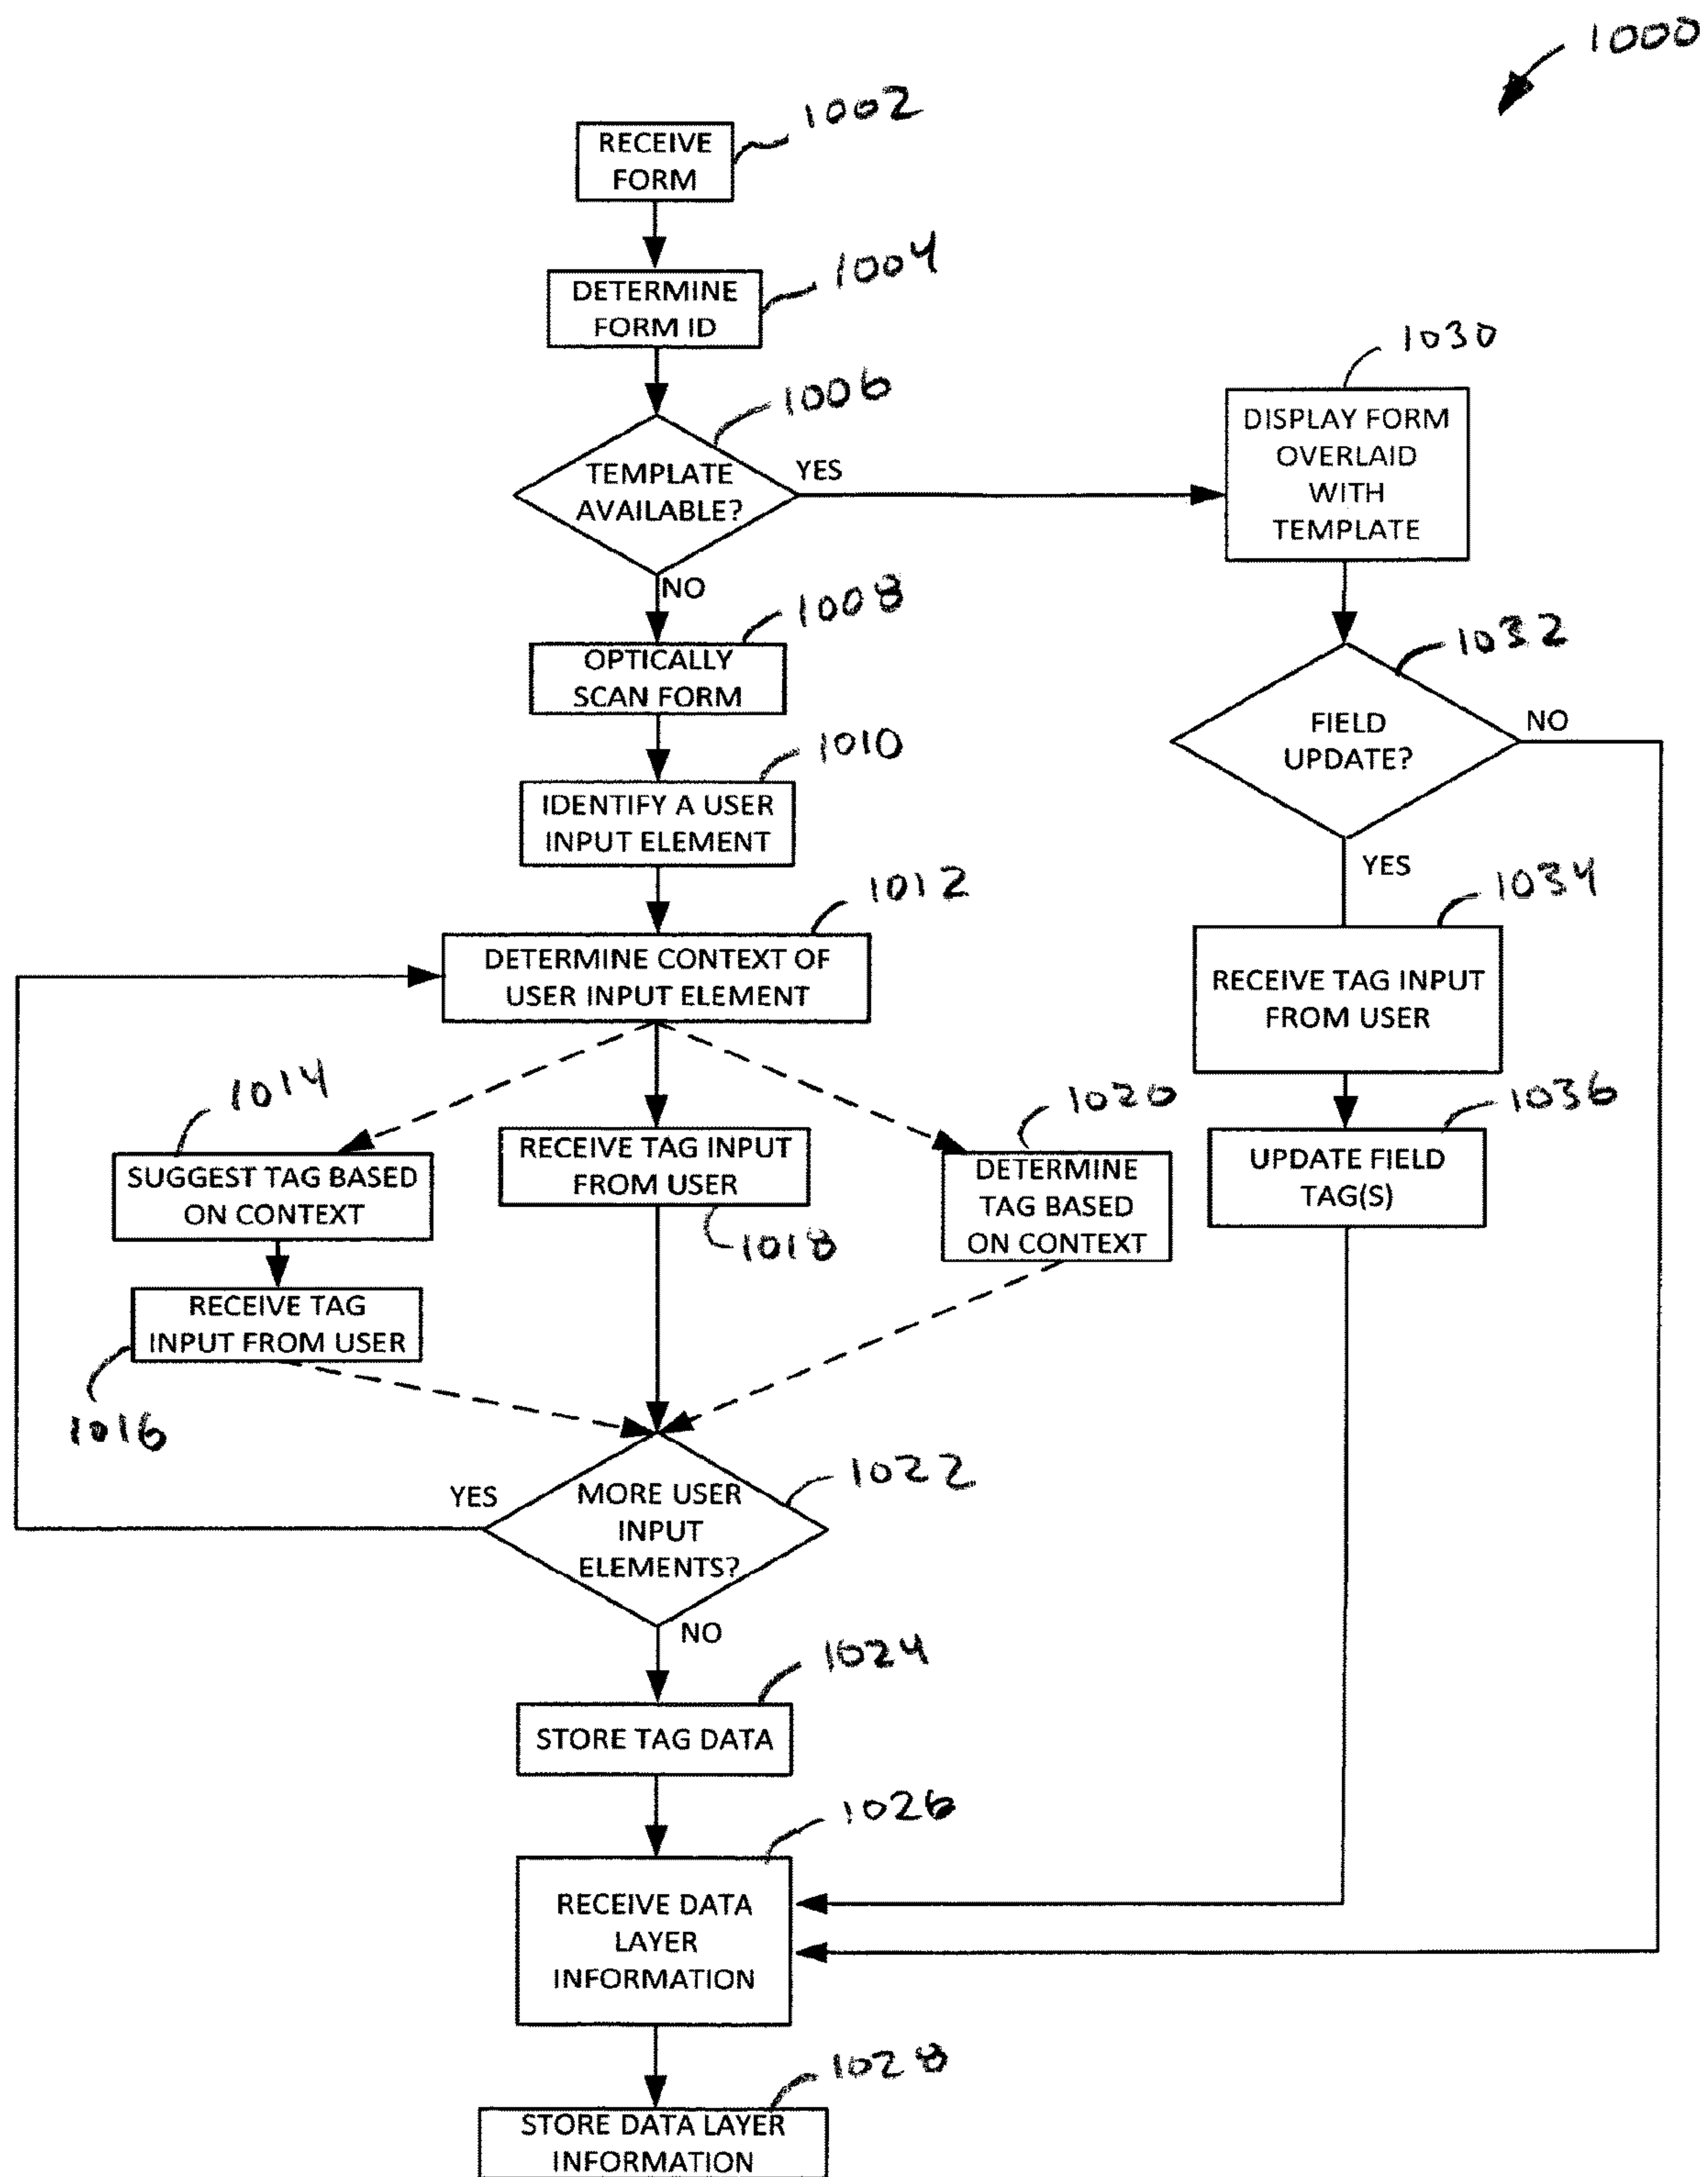 1000
RECEIVE
FORM
1002
DETERMINE
FORM ID
1004
TEMPLATE
AVAILABLE?
1006
YES
NO
DISPLAY FORM
OVERLAID
WITH
TEMPLATE
1030
OPTICALLY
SCAN FORM
1008
FIELD
UPDATE?
1032
NO
YES
IDENTIFY A USER
INPUT ELEMENT
1010
DETERMINE CONTEXT OF
USER INPUT ELEMENT
1012
RECEIVE TAG INPUT
FROM USER
1034
SUGGEST TAG BASED
ON CONTEXT
1014
RECEIVE TAG INPUT
FROM USER
1018
DETERMINE
TAG BASED
ON CONTEXT
1020
UPDATE FIELD
TAG(S)
1036
RECEIVE TAG
INPUT FROM USER
1016
MORE USER
INPUT
ELEMENTS?
1022
YES
NO
STORE TAG DATA
1024
RECEIVE DATA
LAYER
INFORMATION
1026
STORE DATA LAYER
INFORMATION
1028